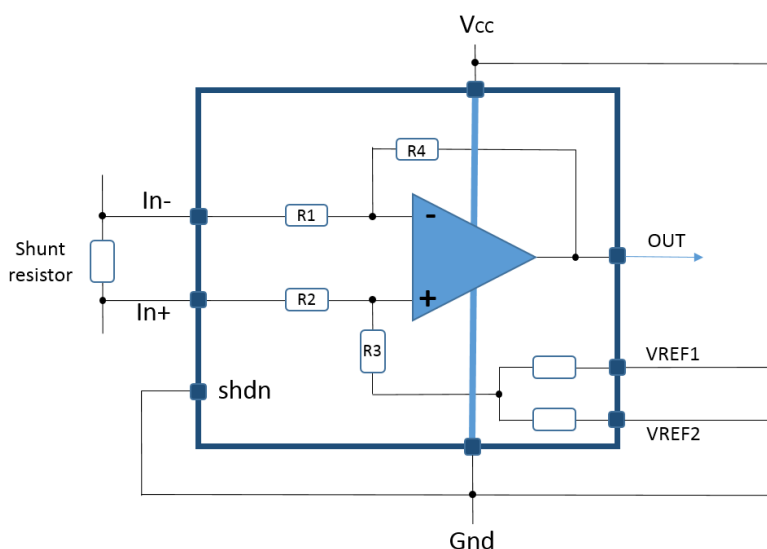 Vcc
R4
In-
R1
-
Shunt
resistor
OUT
In+
R2
+
R3
VREF1
shdn
VREF2
Gnd